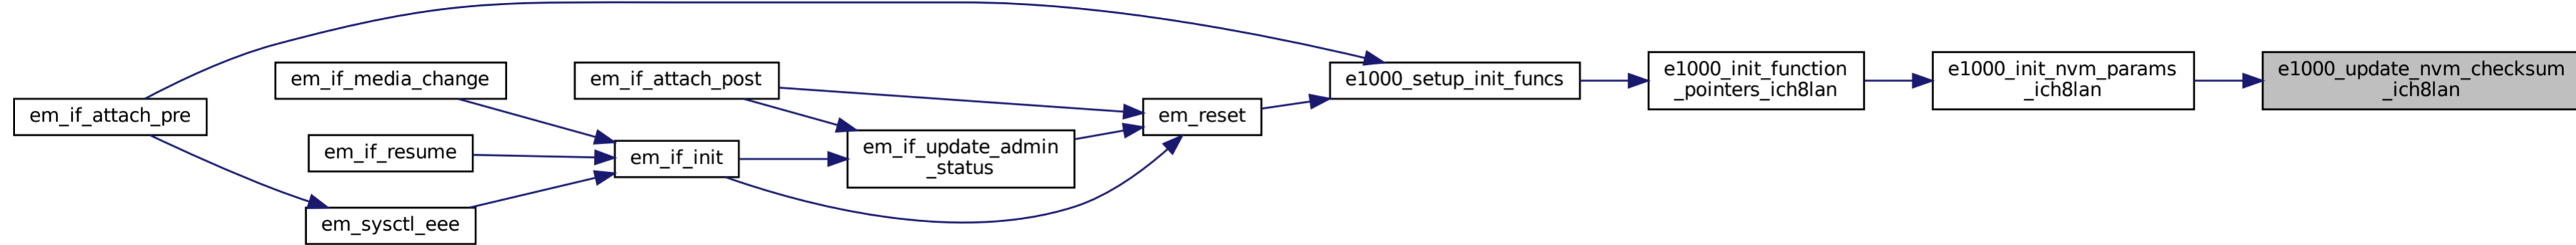 em_if_attach_pre
em_if_media_change
em_if_resume
em_sysctl_eee
em_if_attach_post
em_if_init
em_if_update_admin
_status
em_reset
e1000_setup_init_funcs
e1000_init_function
_pointers_ich8lan
e1000_init_nvm_params
_ich8lan
e1000_update_nvm_checksum
_ich8lan